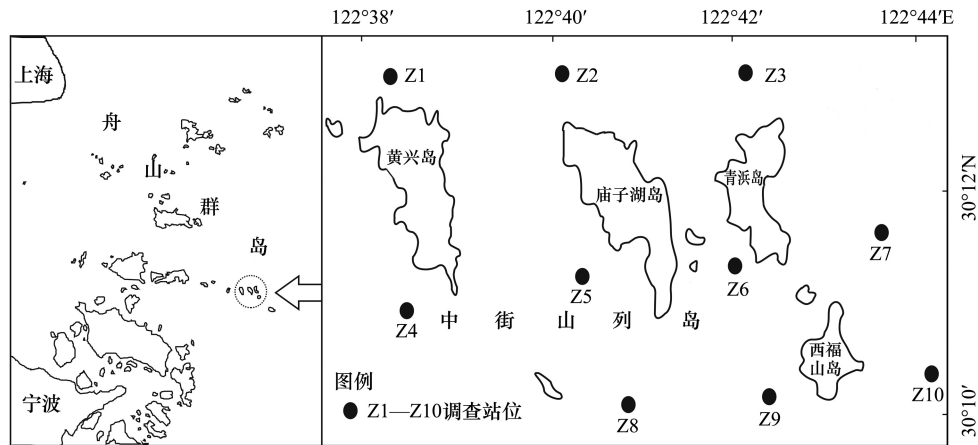 122°38′ 122°40′ 122°42′ 122°44′E
上海
舟
山
群
岛
宁波
Z1 Z2 Z3
黄兴岛
庙子湖岛
青浜岛
30°12′N
Z7
Z6
Z5
Z4
中街山列岛
西福
山岛
Z10
Z9
Z8
30°10′
图例
Z1—Z10调查站位